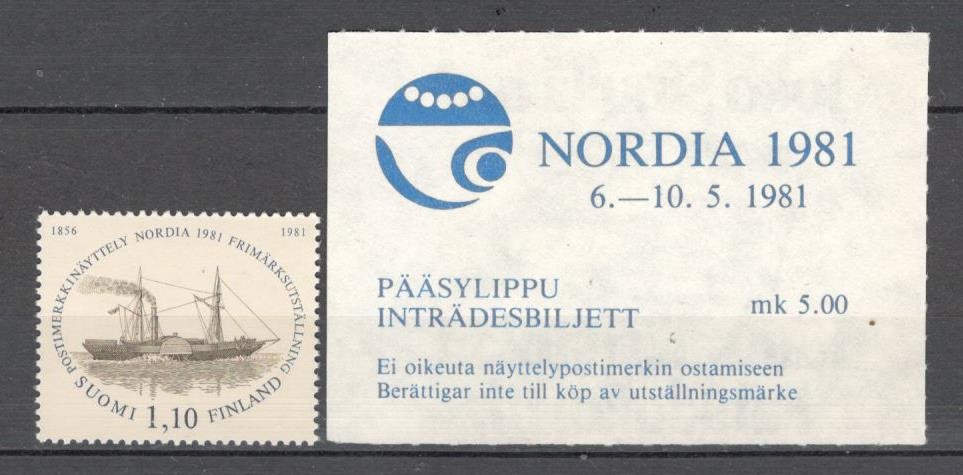 1856 1981
POSTIMERKKINÄYTTELY NORDIA 1981 FRIMÄRKSUTSTÄLLNING
SUOMI 1,10 FINLAND
NORDIA 1981
6.—10. 5. 1981
PÄÄSYLIPPU
INTRÄDESBILJETT
mk 5.00
Ei oikeuta näyttelypostimerkin ostamiseen
Berättigar inte till köp av utställningsmärke